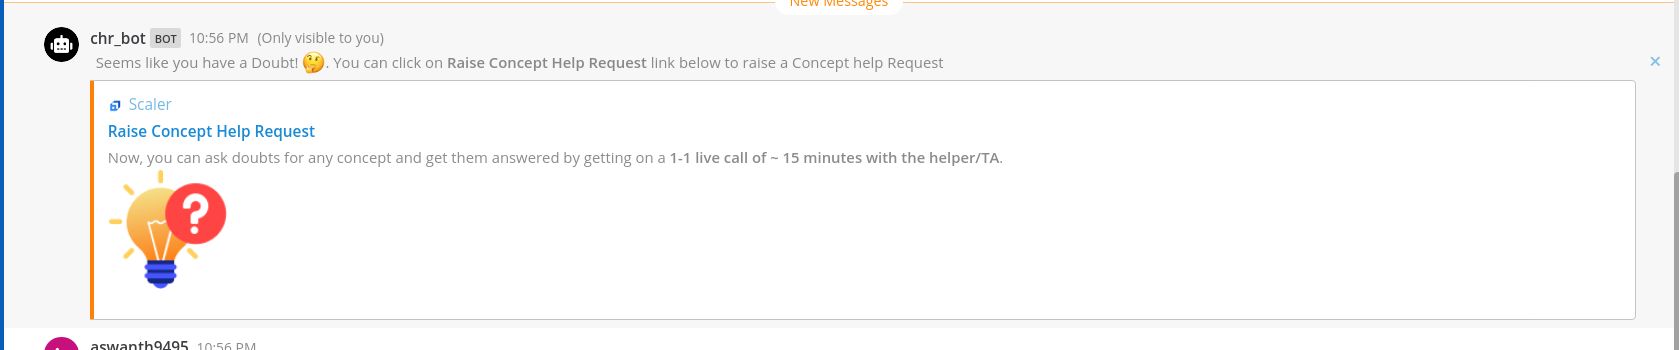 New Messages
chr_bot BOT 10:56 PM (Only visible to you)
Seems like you have a Doubt! 🤔. You can click on Raise Concept Help Request link below to raise a Concept help Request
Scaler
Raise Concept Help Request
Now, you can ask doubts for any concept and get them answered by getting on a 1-1 live call of ~ 15 minutes with the helper/TA.
?
aswanth9495 10:56 PM